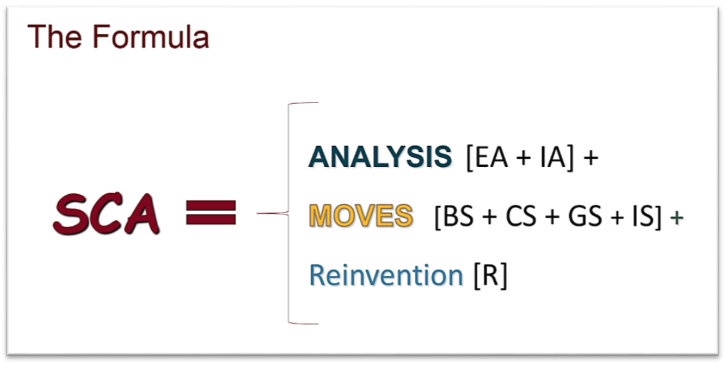 The Formula
SCA =
ANALYSIS [EA + IA] +
MOVES [BS + CS + GS + IS] +
Reinvention [R]